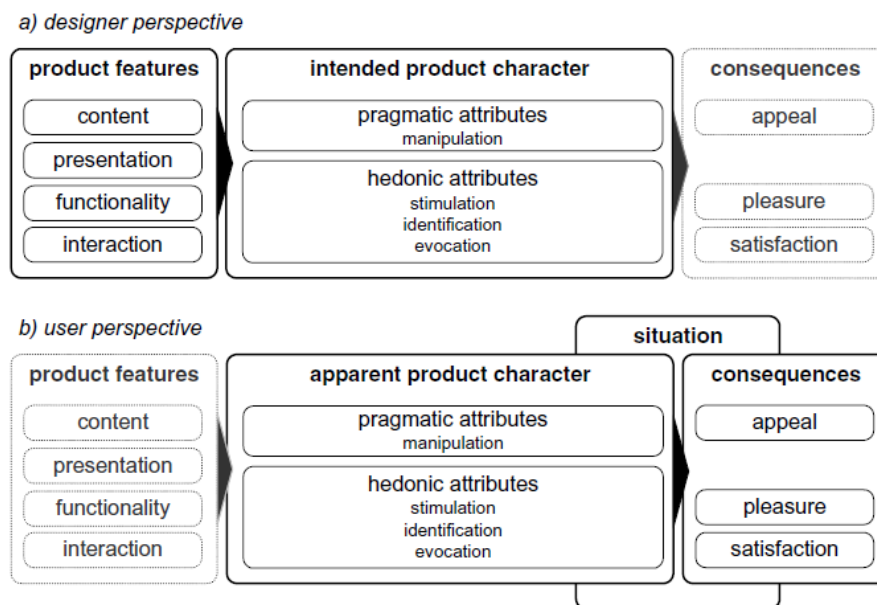 a) designer perspective
product features
content
presentation
functionality
interaction
intended product character
pragmatic attributes
manipulation
hedonic attributes
stimulation
identification
evocation
consequences
appeal
pleasure
satisfaction
b) user perspective
situation
product features
content
presentation
functionality
interaction
apparent product character
pragmatic attributes
manipulation
hedonic attributes
stimulation
identification
evocation
consequences
appeal
pleasure
satisfaction